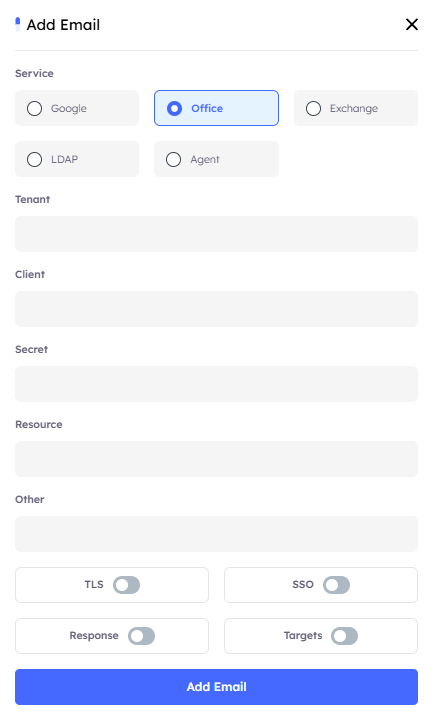 Add Email
Service
Google Office Exchange
LDAP Agent
Tenant
Client
Secret
Resource
Other
TLS SSO
Response Targets
Add Email